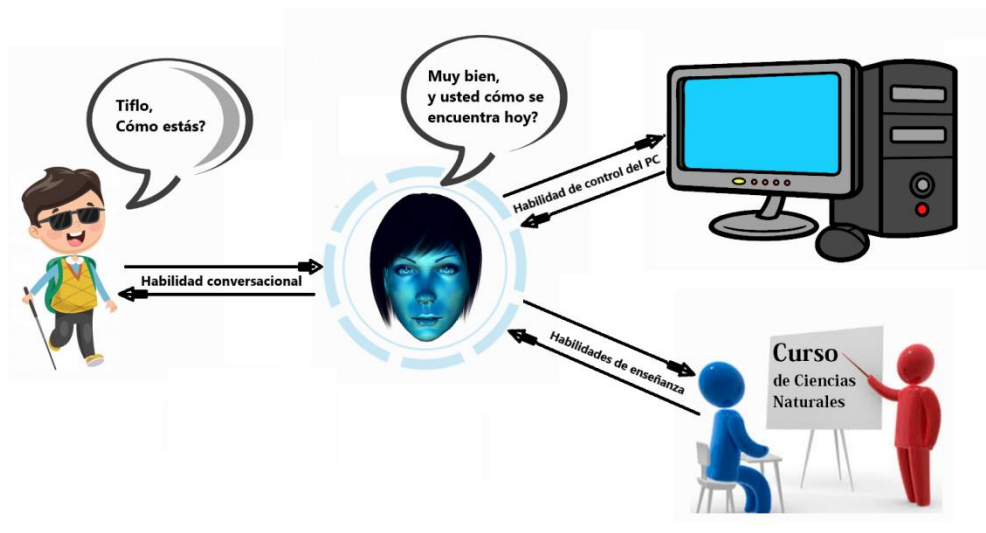 Tiflo,
Cómo estás?
Muy bien,
y usted cómo se
encuentra hoy?
Habilidad de control del PC
Habilidad conversacional
Habilidades de enseñanza
Curso
de Ciencias
Naturales